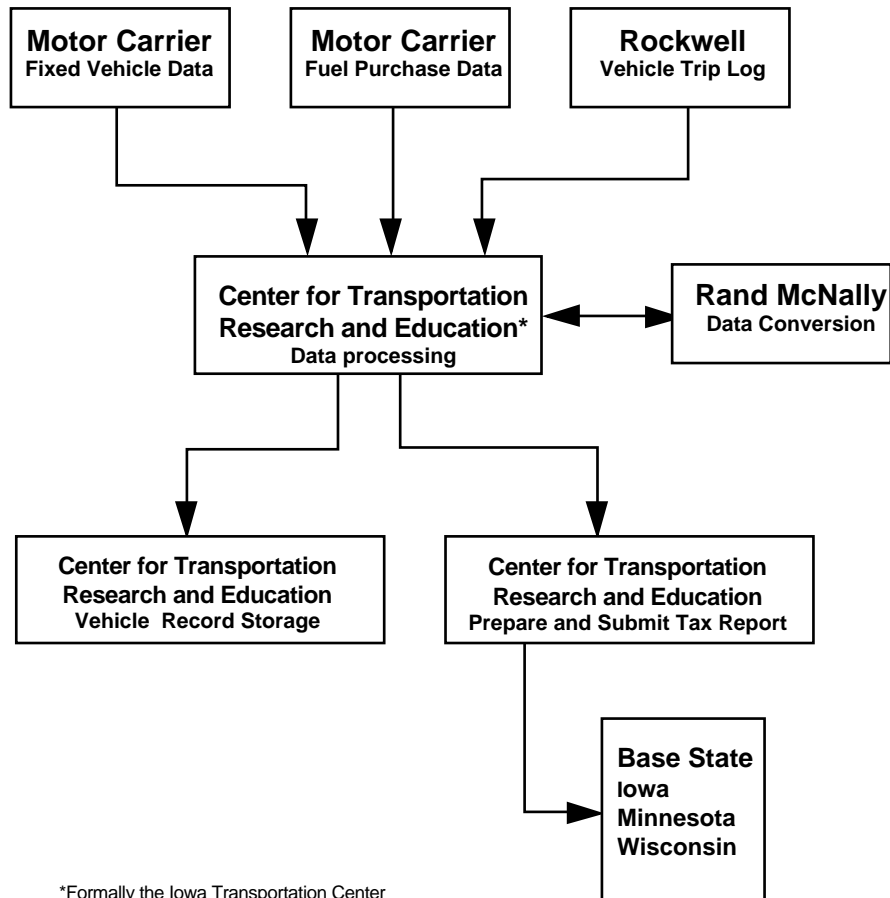 Motor Carrier
Fixed Vehicle Data
Motor Carrier
Fuel Purchase Data
Rockwell
Vehicle Trip Log
Center for Transportation
Research and Education*
Data processing
Rand McNally
Data Conversion
Center for Transportation
Research and Education
Vehicle Record Storage
Center for Transportation
Research and Education
Prepare and Submit Tax Report
Base State
Iowa
Minnesota
Wisconsin
*Formally the Iowa Transportation Center